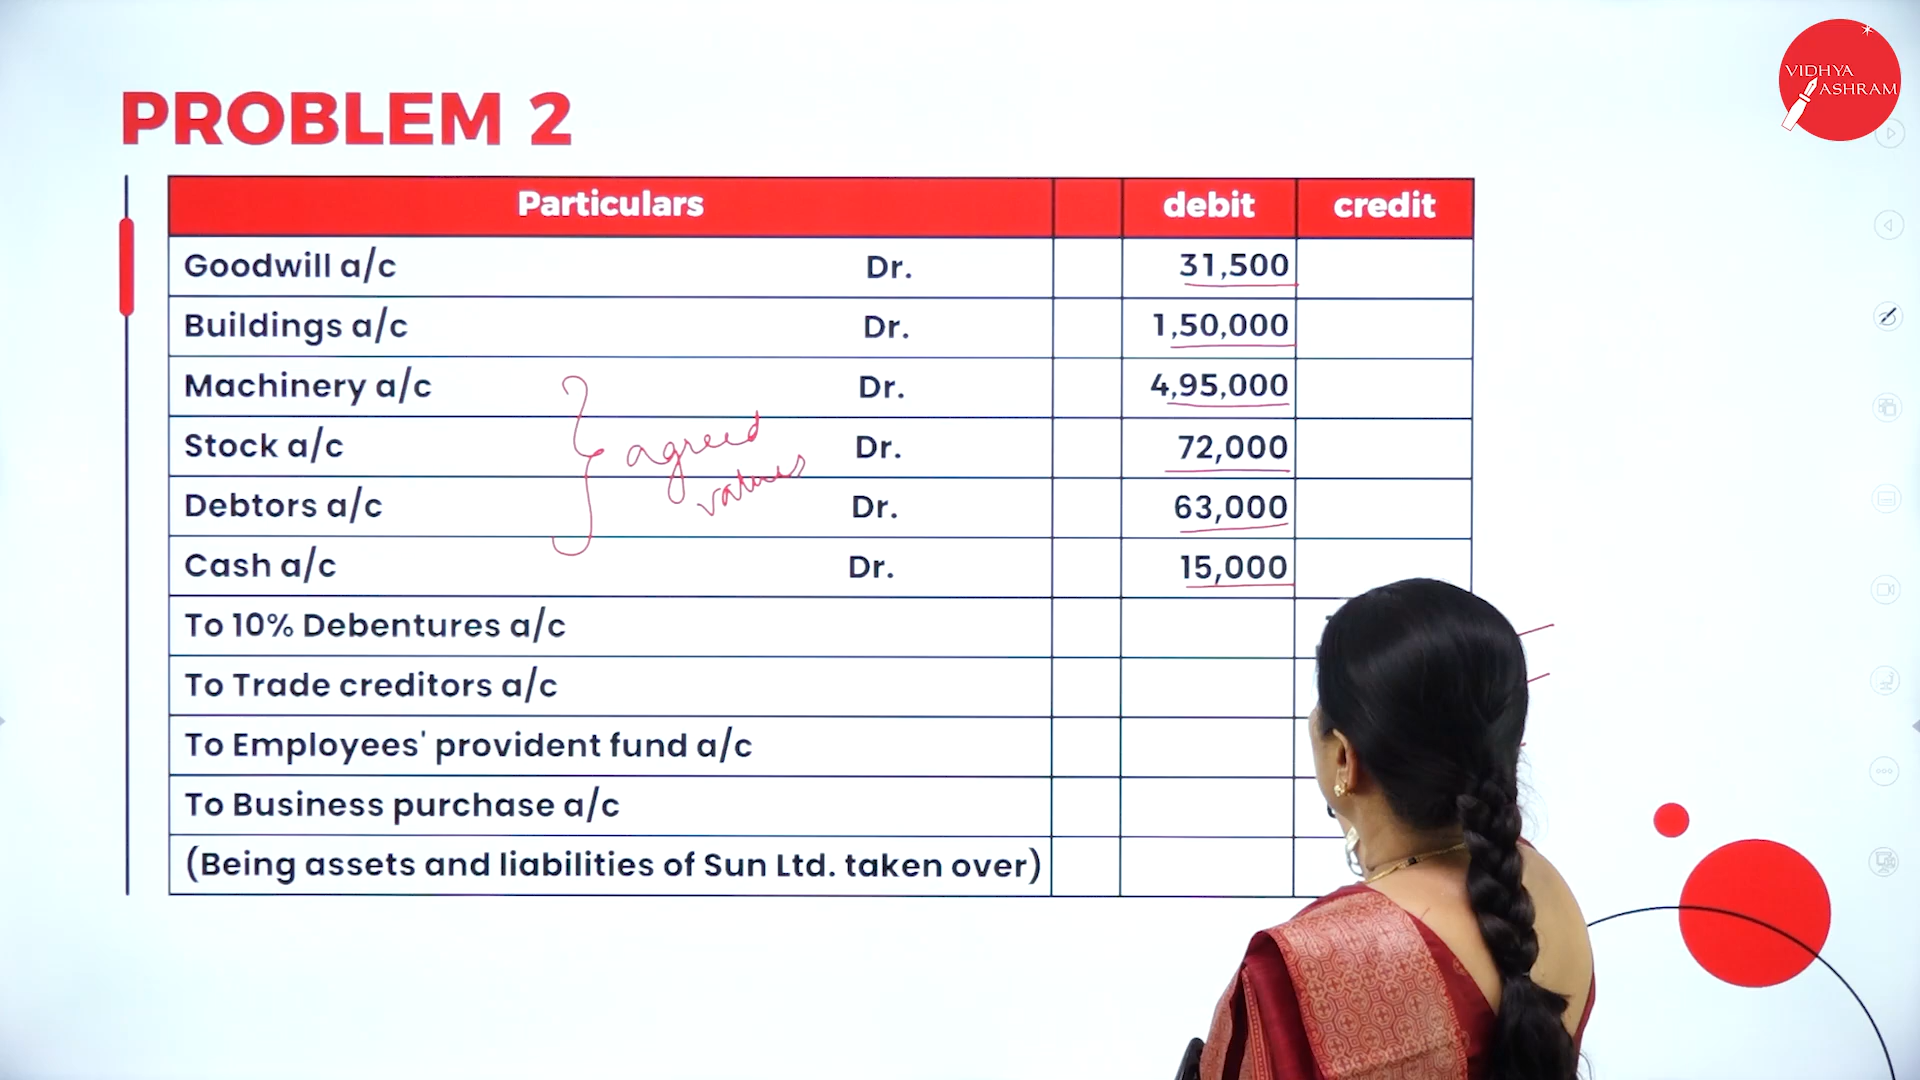 VIDHYA
ASHRAM
PROBLEM 2
Particulars debit credit
Goodwill a/c Dr. 31,500
Buildings a/c Dr. 1,50,000
Machinery a/c Dr. 4,95,000
Stock a/c Dr. 72,000
agreed
values
Debtors a/c Dr. 63,000
Cash a/c Dr. 15,000
To 10% Debentures a/c
To Trade creditors a/c
To Employees' provident fund a/c
To Business purchase a/c
(Being assets and liabilities of Sun Ltd. taken over)